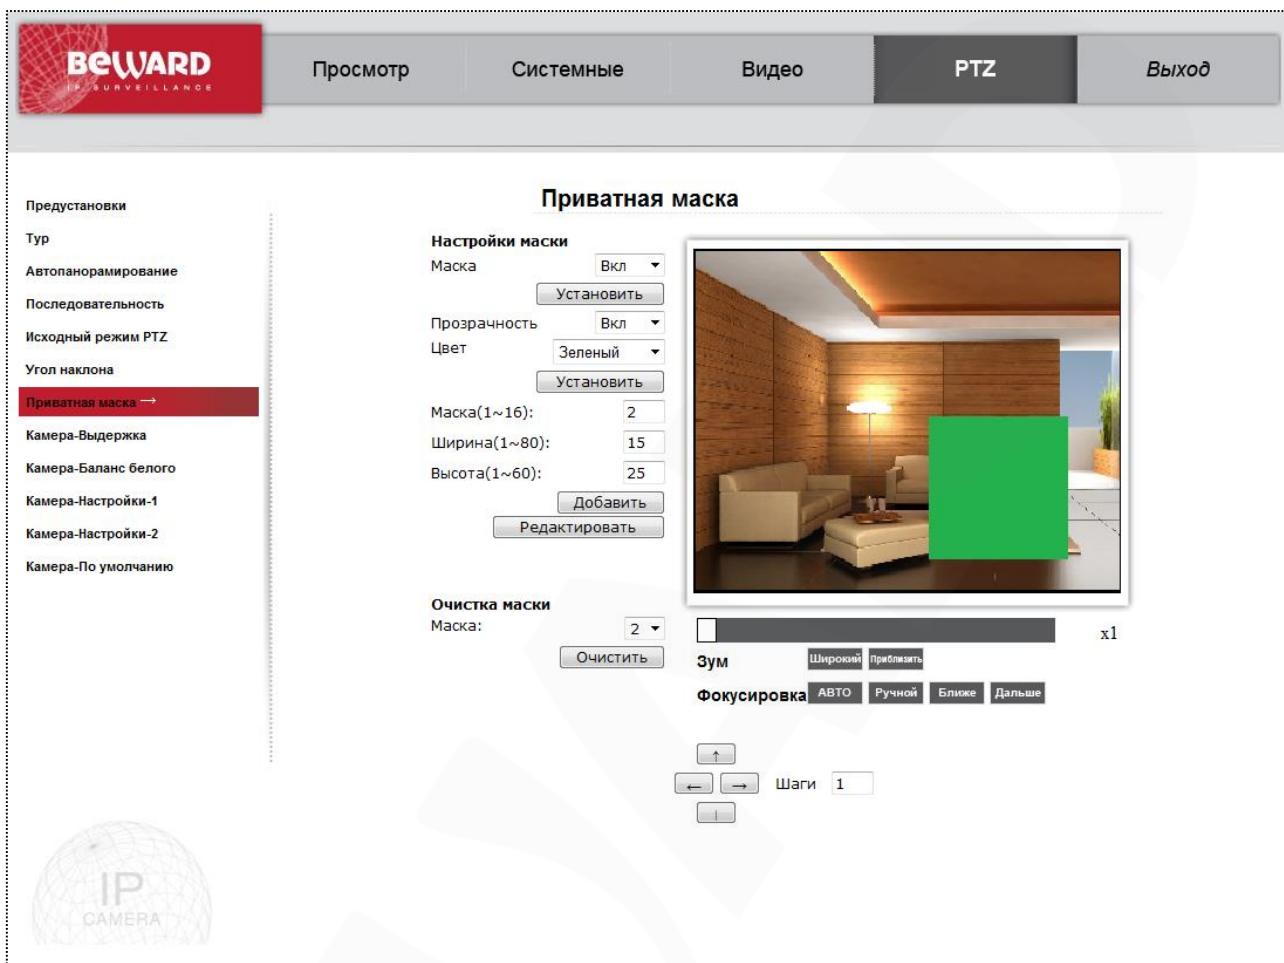 BEWARD
IP SURVEILLANCE
Просмотр
Системные
Видео
PTZ
Выход
Предустановки
Тур
Автопанорамирование
Последовательность
Исходный режим PTZ
Угол наклона
Приватная маска →
Камера-Выдержка
Камера-Баланс белого
Камера-Настройки-1
Камера-Настройки-2
Камера-По умолчанию
Приватная маска
Настройки маски
Маска Вкл
Установить
Прозрачность Вкл
Цвет Зеленый
Установить
Маска(1~16): 2
Ширина(1~80): 15
Высота(1~60): 25
Добавить
Редактировать
Очистка маски
Маска: 2
Очистить
x1
Зум Широкий Приблизить
Фокусировка АВТО Ручной Ближе Дальше
↑
← → Шаги 1
IP
CAMERA